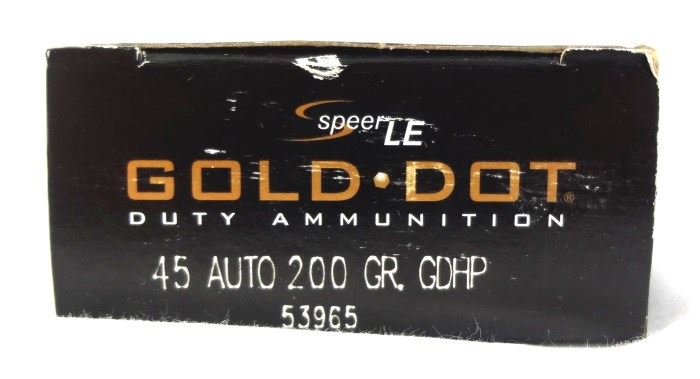 speer LE
GOLD DOT®
DUTY AMMUNITION
45 AUTO 200 GR. GDHP
53965